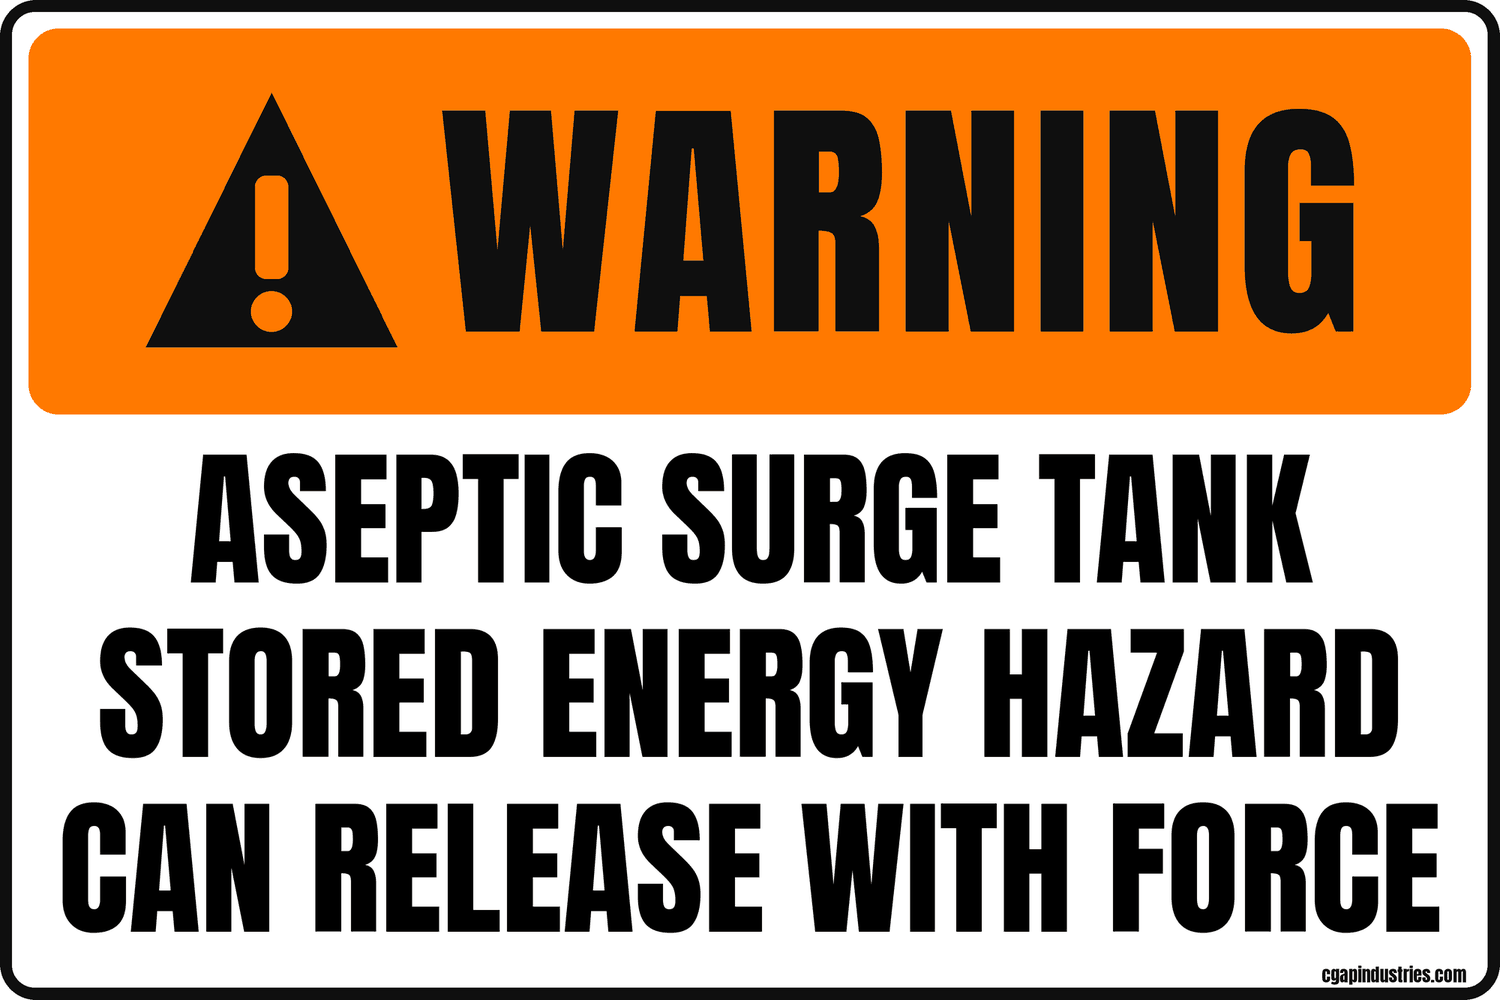 WARNING
ASEPTIC SURGE TANK
STORED ENERGY HAZARD
CAN RELEASE WITH FORCE
cgapindustries.com